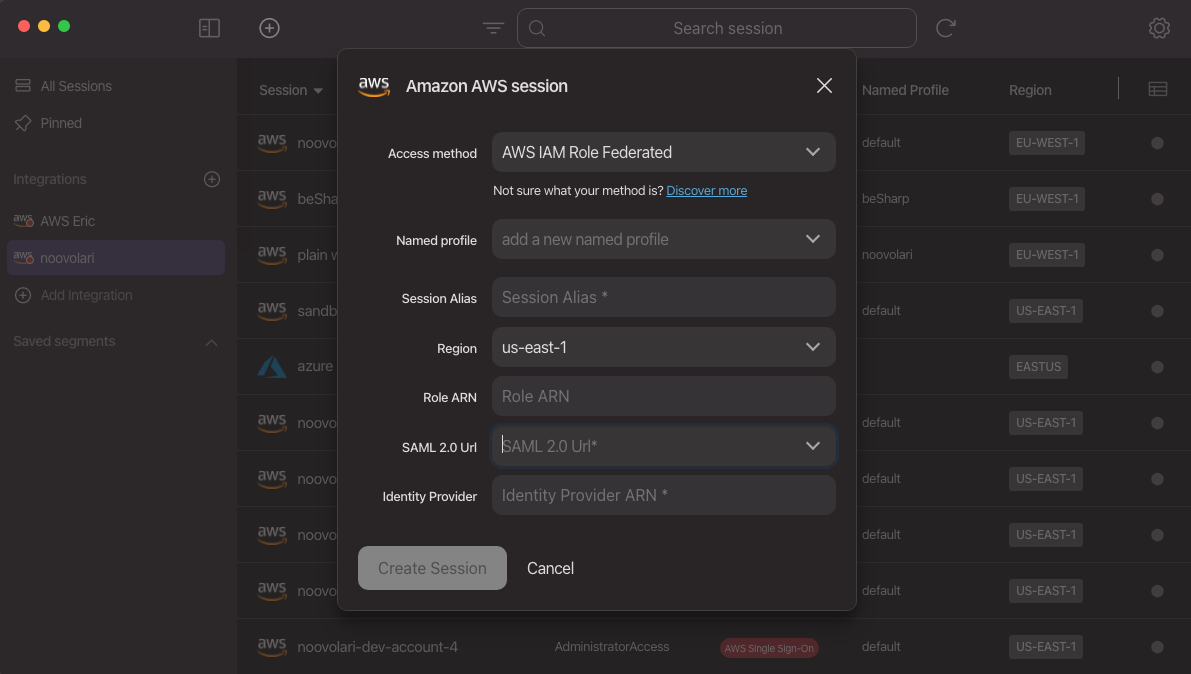 Search session
All Sessions
Pinned
Integrations
aws AWS Eric
aws noovolari
Add Integration
Saved segments
Session
Named Profile
Region
aws noovo
default
EU-WEST-1
aws beSha
beSharp
EU-WEST-1
aws plain w
noovolari
EU-WEST-1
aws sandb
default
US-EAST-1
azure
EASTUS
aws noovo
default
US-EAST-1
aws noovo
default
US-EAST-1
aws noovo
default
US-EAST-1
aws noovo
default
US-EAST-1
aws noovolari-dev-account-4
AdministratorAccess
AWS Single Sign-On
default
US-EAST-1
aws Amazon AWS session
Access method
AWS IAM Role Federated
Not sure what your method is? Discover more
Named profile
add a new named profile
Session Alias
Session Alias *
Region
us-east-1
Role ARN
Role ARN
SAML 2.0 Url
SAML 2.0 Url*
Identity Provider
Identity Provider ARN *
Create Session
Cancel